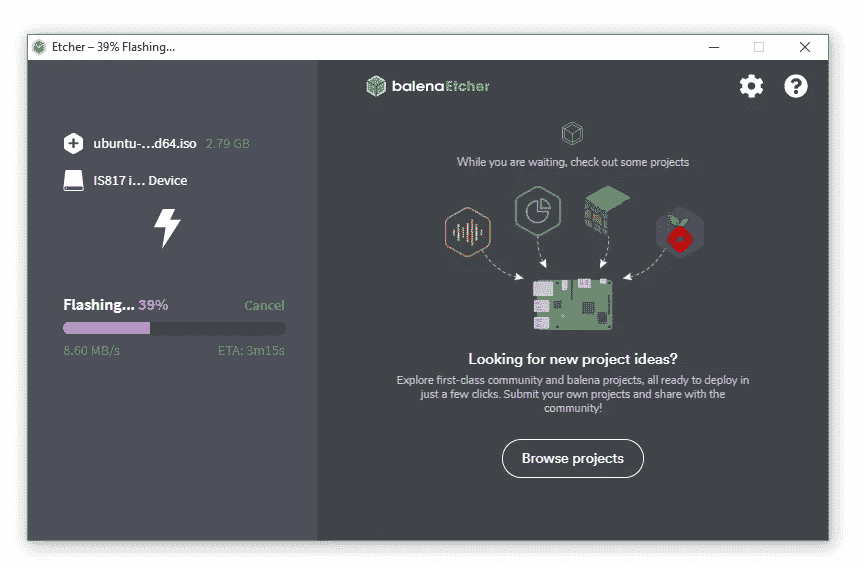 Etcher – 39% Flashing...
balenaEtcher
ubuntu-...d64.iso 2.79 GB
IS817 i... Device
Flashing... 39% Cancel
8.60 MB/s ETA: 3m15s
While you are waiting, check out some projects
Looking for new project ideas?
Explore first-class community and balena projects, all ready to deploy in
just a few clicks. Submit your own projects and share with the
community!
Browse projects